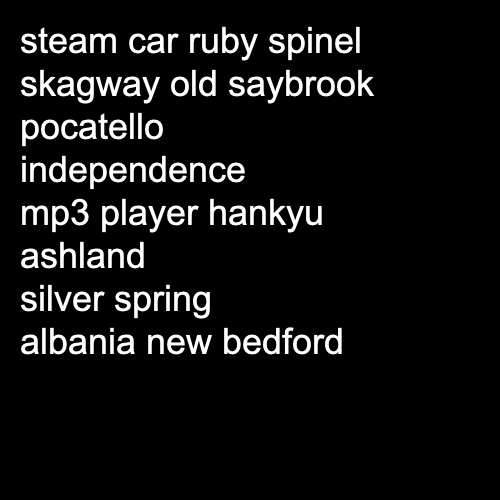 steam car ruby spinel
skagway old saybrook
pocatello
independence
mp3 player hankyu
ashland
silver spring
albania new bedford